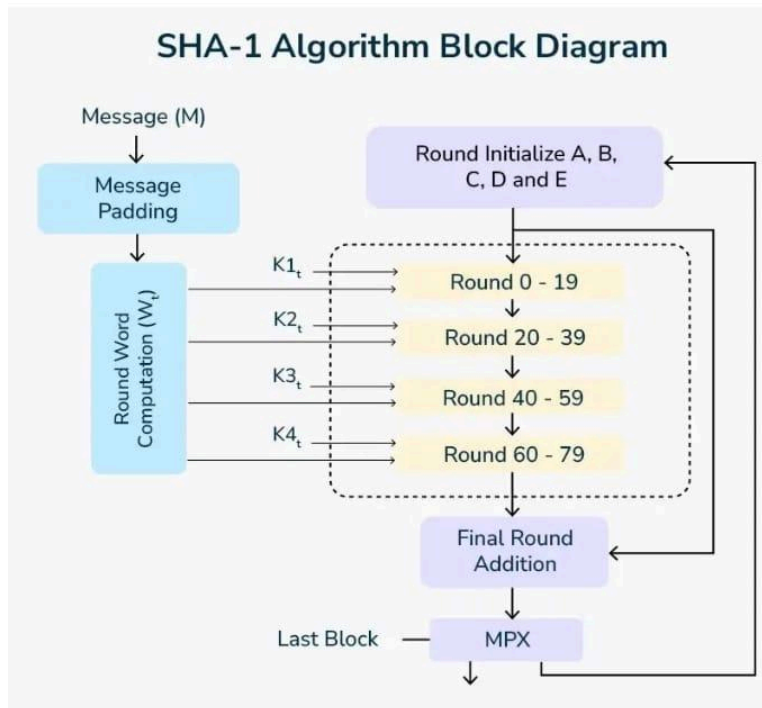 SHA-1 Algorithm Block Diagram
Message (M)
Message
Padding
Round Word
Computation (Wt)
Round Initialize A, B,
C, D and E
K1t
Round 0 - 19
K2t
Round 20 - 39
K3t
Round 40 - 59
K4t
Round 60 - 79
Final Round
Addition
Last Block
MPX